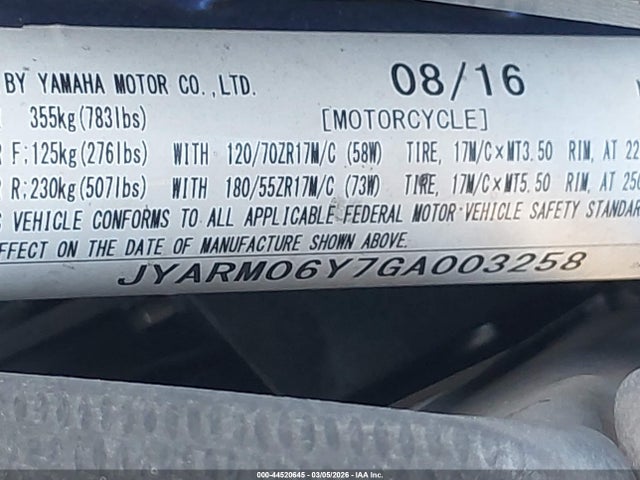 BY YAMAHA MOTOR CO.,LTD. 08/16
355kg(783lbs) [MOTORCYCLE]
R F:125kg(276lbs) WITH 120/70ZR17M/C (58W) TIRE, 17M/C×MT3.50 RIM, AT 22
R R:230kg(507lbs) WITH 180/55ZR17M/C (73W) TIRE, 17M/C×MT5.50 RIM, AT 250
VEHICLE CONFORMS TO ALL APPLICABLE FEDERAL MOTOR VEHICLE SAFETY STANDAR
EFFECT ON THE DATE OF MANUFACTURE SHOWN ABOVE.
JYARM06Y7GA003258
000-44520645 - 03/05/2026 - IAA Inc.